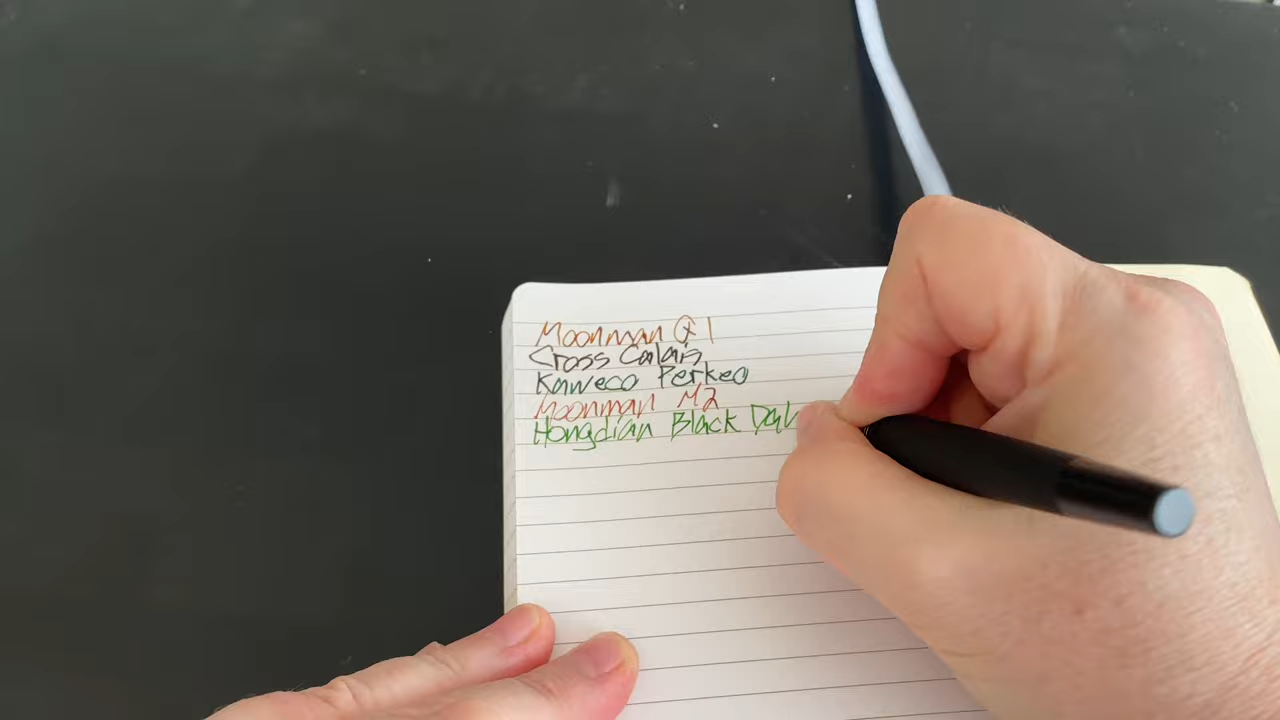 Moonman Q1
Cross Calais
Kaweco Perkeo
Moonman M2
Hongdian Black